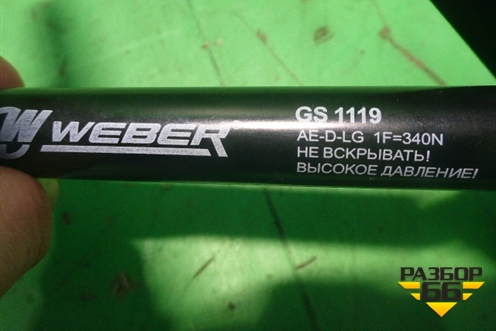 W WEBER
GS 1119
AE-D-LG 1F=340N
НЕ ВСКРЫВАТЬ!
ВЫСОКОЕ ДАВЛЕНИЕ!
РАЗБОР
66